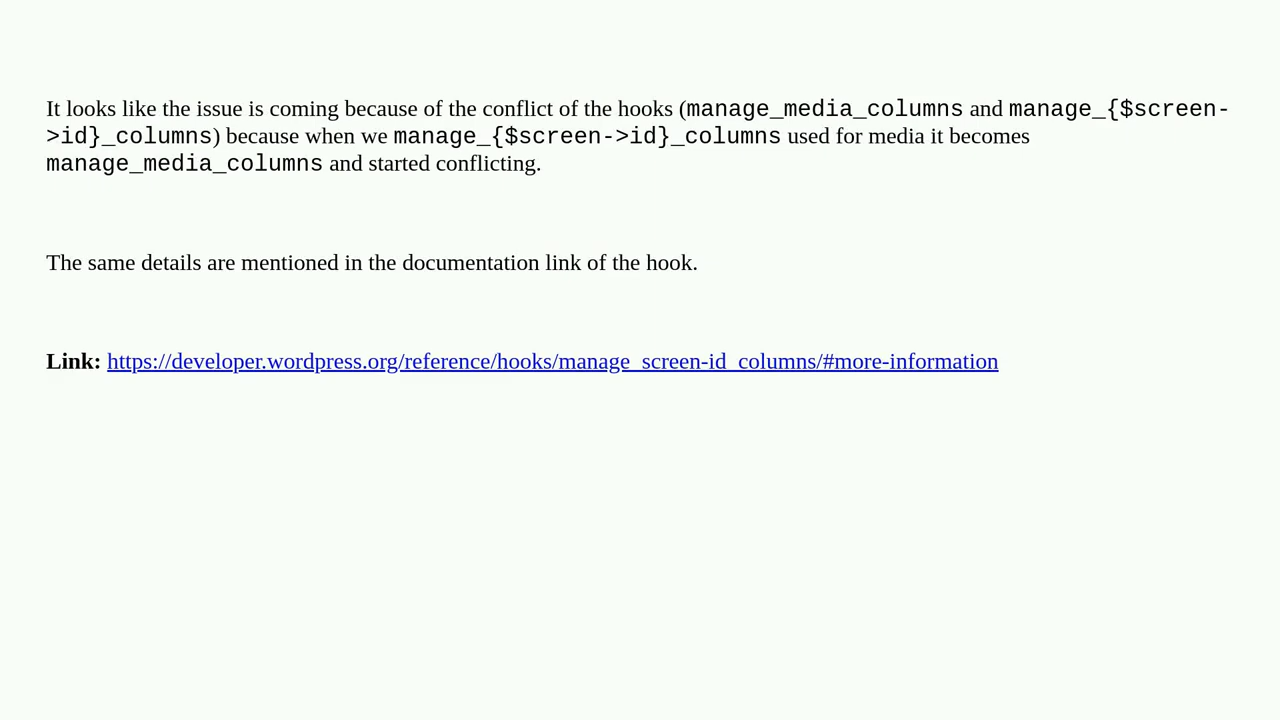 It looks like the issue is coming because of the conflict of the hooks (manage_media_columns and manage_{$screen-
>id}_columns) because when we manage_{$screen->id}_columns used for media it becomes
manage_media_columns and started conflicting.
The same details are mentioned in the documentation link of the hook.
Link: https://developer.wordpress.org/reference/hooks/manage_screen-id_columns/#more-information